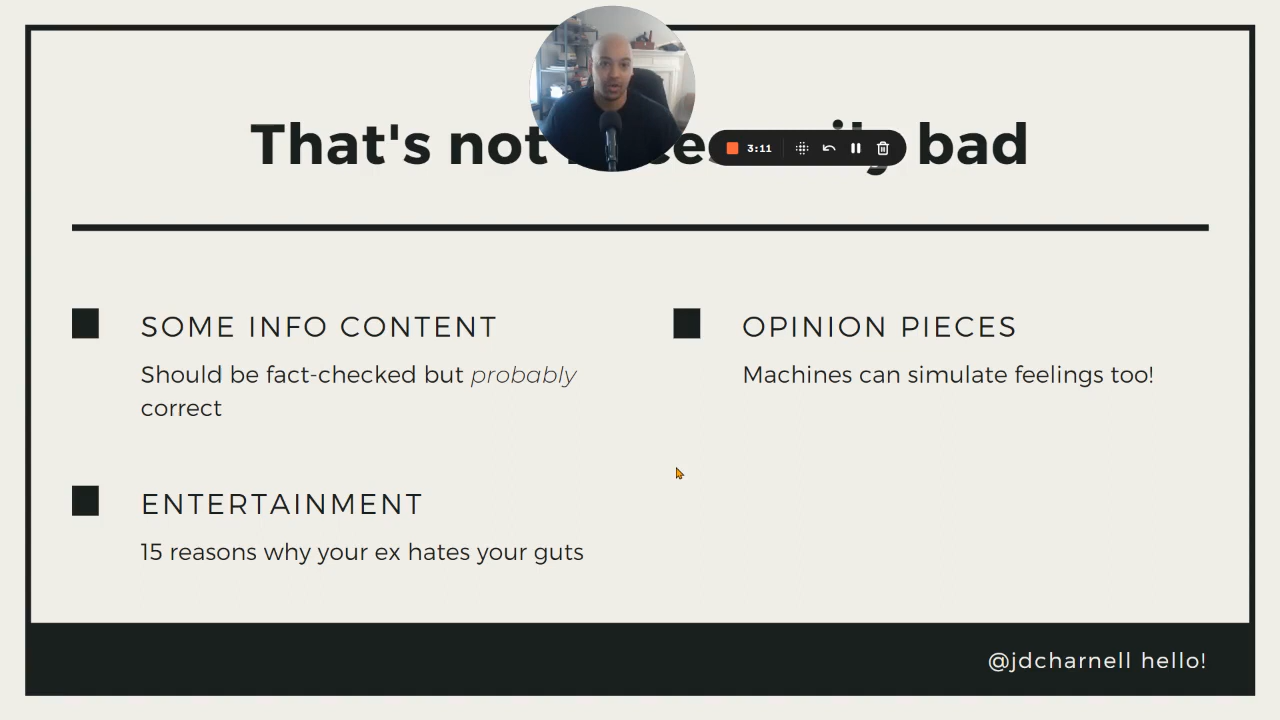 That's not bad
3:11
SOME INFO CONTENT
Should be fact-checked but probably
correct
OPINION PIECES
Machines can simulate feelings too!
ENTERTAINMENT
15 reasons why your ex hates your guts
@jdcharnell hello!